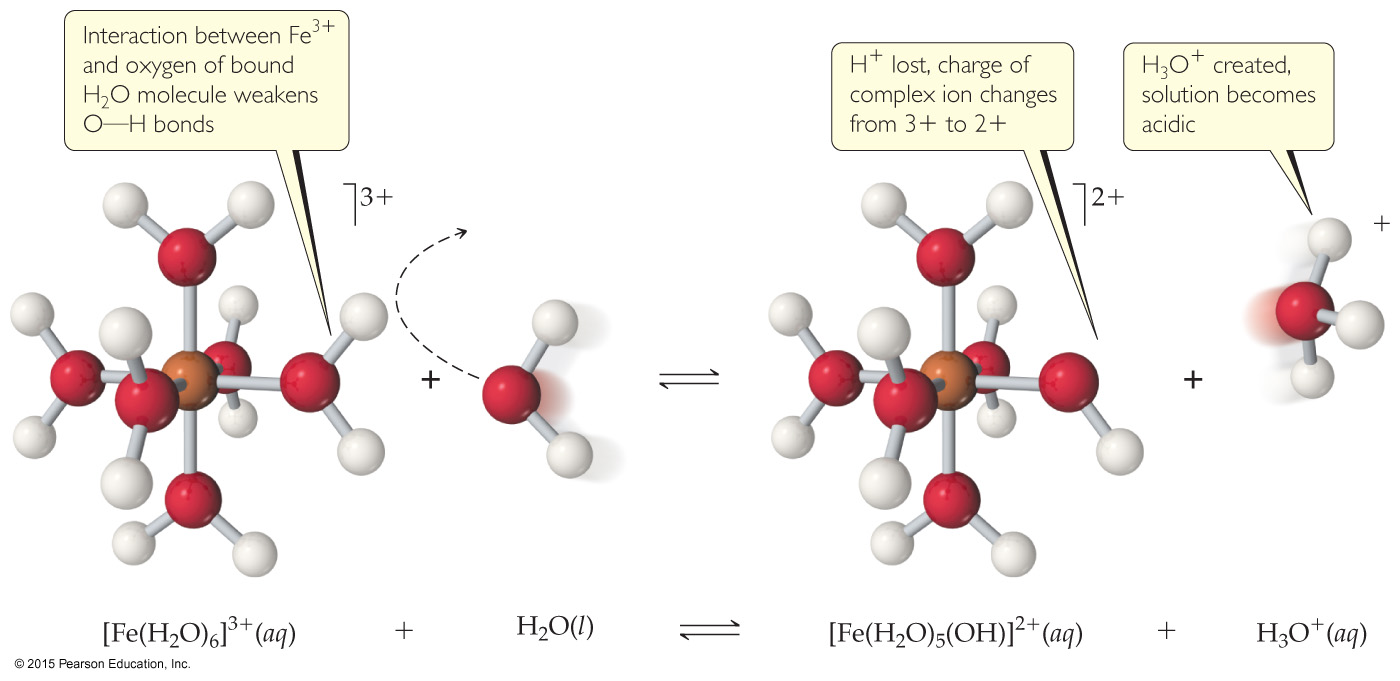 Interaction between Fe³⁺
and oxygen of bound
H₂O molecule weakens
O—H bonds
H⁺ lost, charge of
complex ion changes
from 3+ to 2+
H₃O⁺ created,
solution becomes
acidic
3+
2+
+
+
+
[Fe(H₂O)₆]³⁺(aq) + H₂O(l) ⇌ [Fe(H₂O)₅(OH)]²⁺(aq) + H₃O⁺(aq)
© 2015 Pearson Education, Inc.